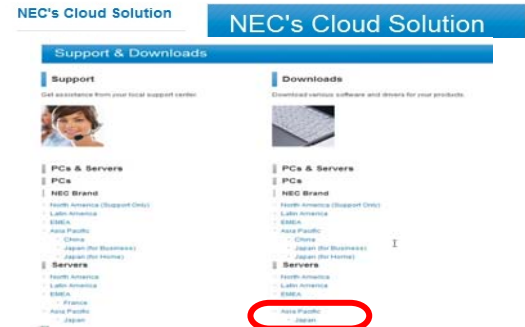 NEC's Cloud Solution
NEC's Cloud Solution
Support & Downloads
Support
Get assistance from your local support center.
PCs & Servers
PCs
NEC Brand
North America (Support Only)
Latin America
EMEA
Asia Pacific
China
Japan (for Business)
Japan (for Home)
Servers
North America
Latin America
EMEA
France
Asia Pacific
Japan
Downloads
Download various software and drivers for your products.
PCs & Servers
PCs
NEC Brand
North America (Support Only)
Latin America
EMEA
Asia Pacific
China
Japan (for Business)
Japan (for Home)
Servers
North America
Latin America
EMEA
Asia Pacific
Japan